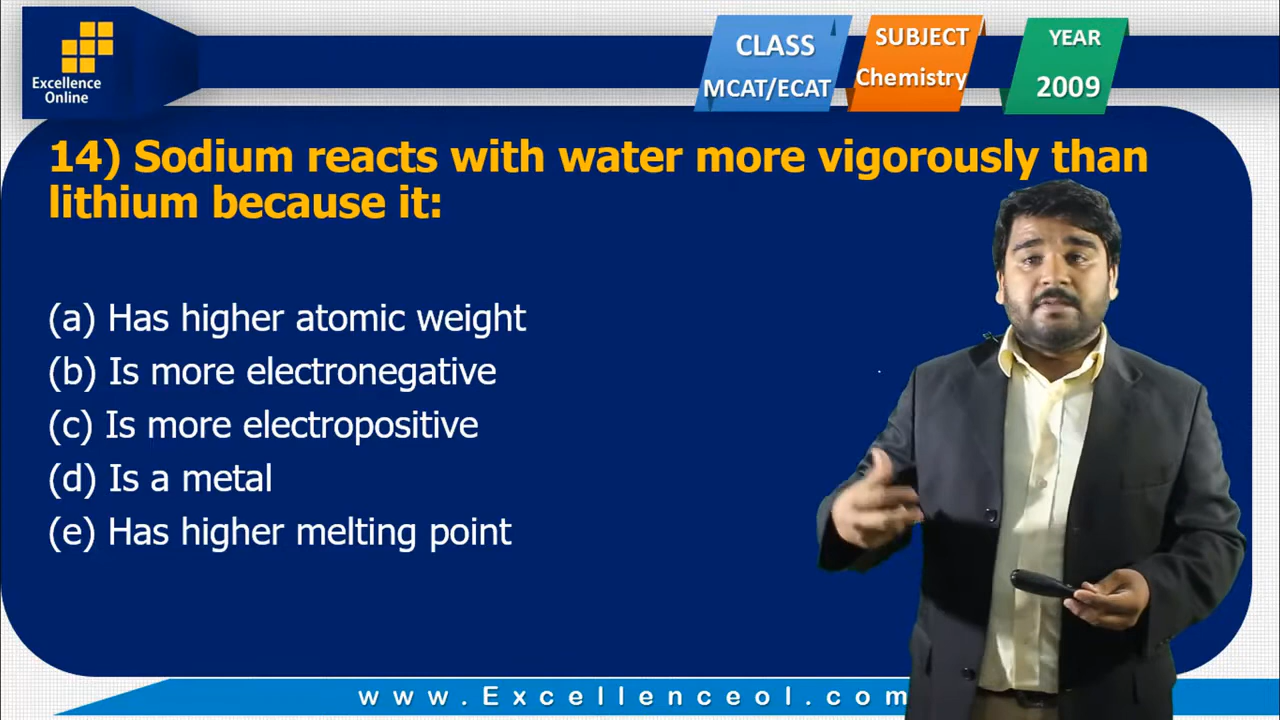 Excellence
Online
CLASS
MCAT/ECAT
SUBJECT
Chemistry
YEAR
2009
14) Sodium reacts with water more vigorously than
lithium because it:
(a) Has higher atomic weight
(b) Is more electronegative
(c) Is more electropositive
(d) Is a metal
(e) Has higher melting point
www.Excellenceol.com